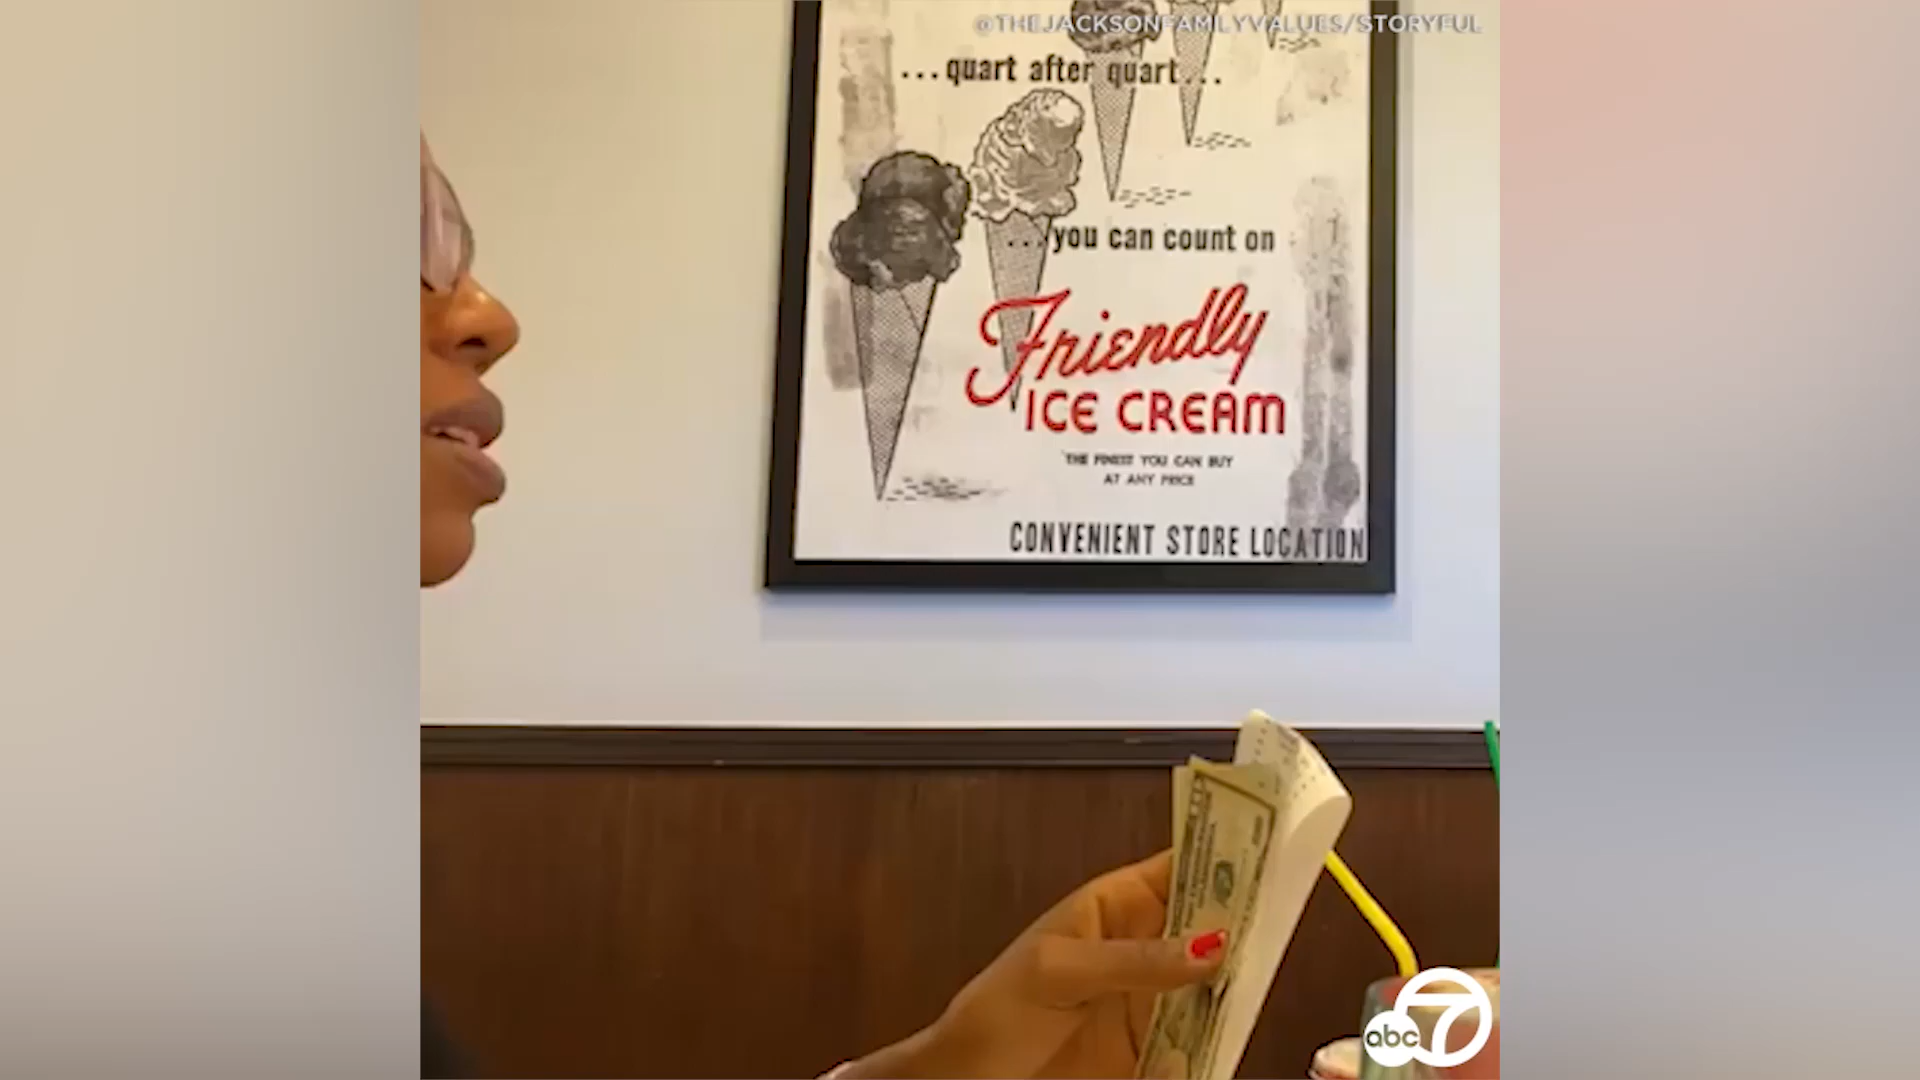 @THEJACKSONFAMILYVALUES/STORYFUL
...quart after quart...
...you can count on
Friendly
ICE CREAM
THE FINEST YOU CAN BUY
AT ANY PRICE
CONVENIENT STORE LOCATION
abc 7